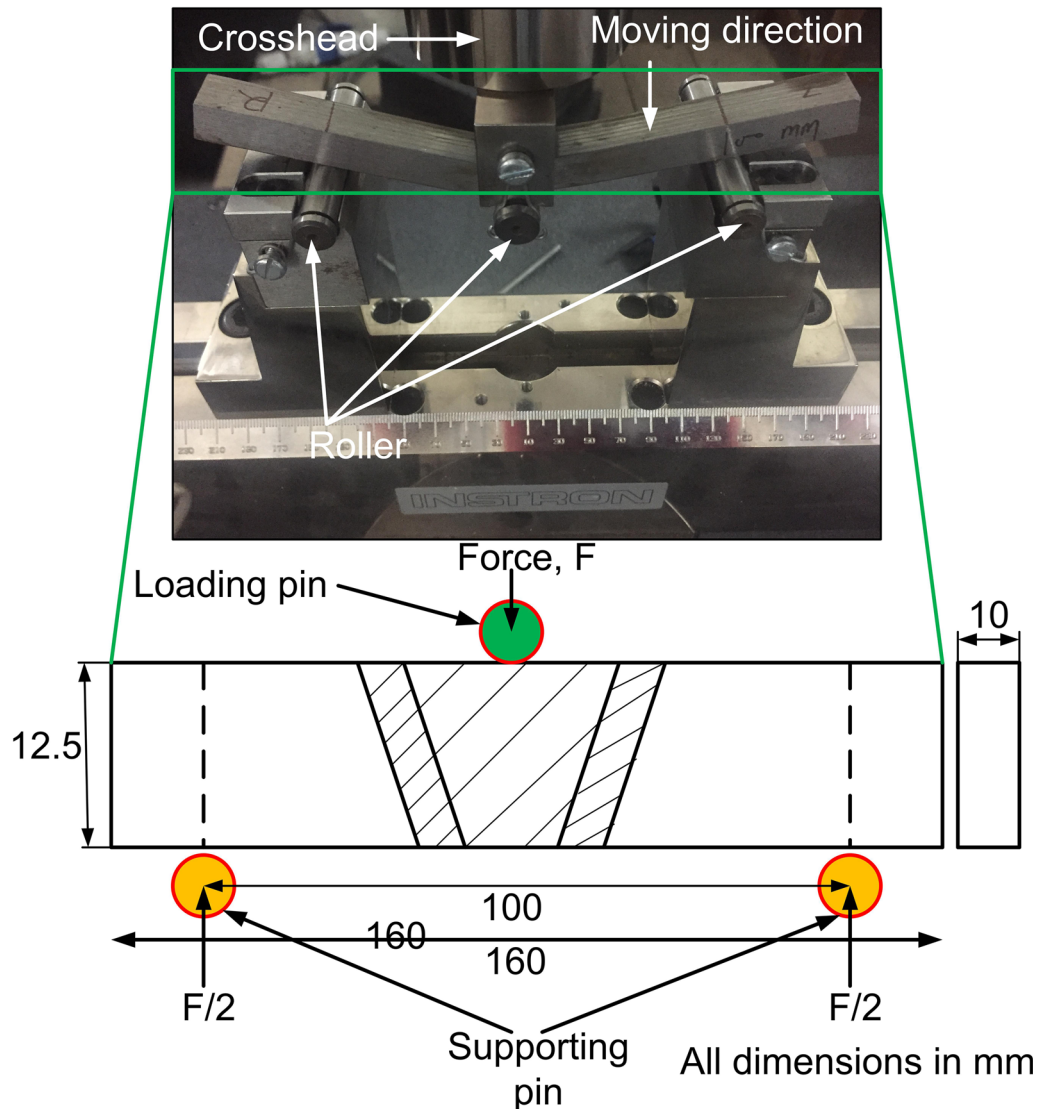 Crosshead
Moving direction
R
Roller
INSTRON
Force, F
Loading pin
10
12.5
100
160
160
F/2
F/2
Supporting
pin
All dimensions in mm